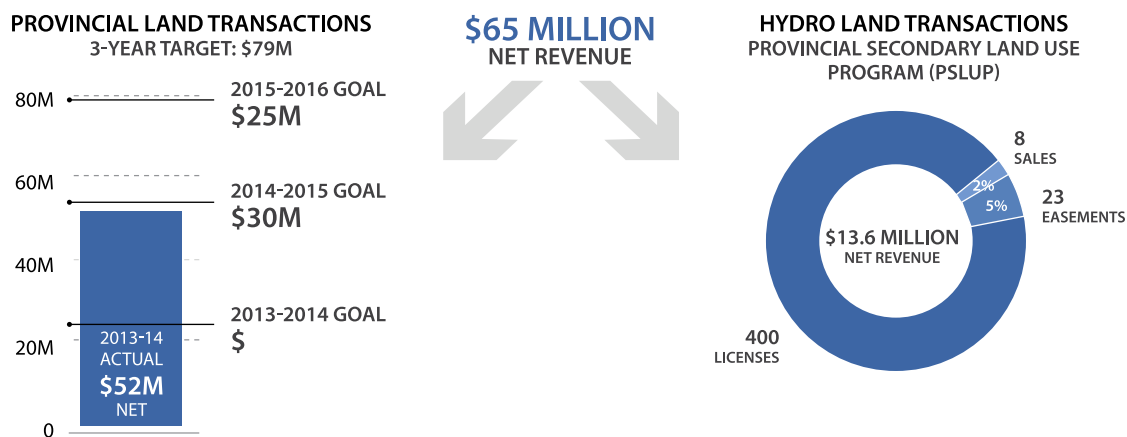 PROVINCIAL LAND TRANSACTIONS
3-YEAR TARGET: $79M
80M
60M
40M
20M
0
2015-2016 GOAL
$25M
2014-2015 GOAL
$30M
2013-2014 GOAL
$
2013-14
ACTUAL
$52M
NET
$65 MILLION
NET REVENUE
HYDRO LAND TRANSACTIONS
PROVINCIAL SECONDARY LAND USE
PROGRAM (PSLUP)
8
SALES
2%
5%
23
EASEMENTS
$13.6 MILLION
NET REVENUE
400
LICENSES